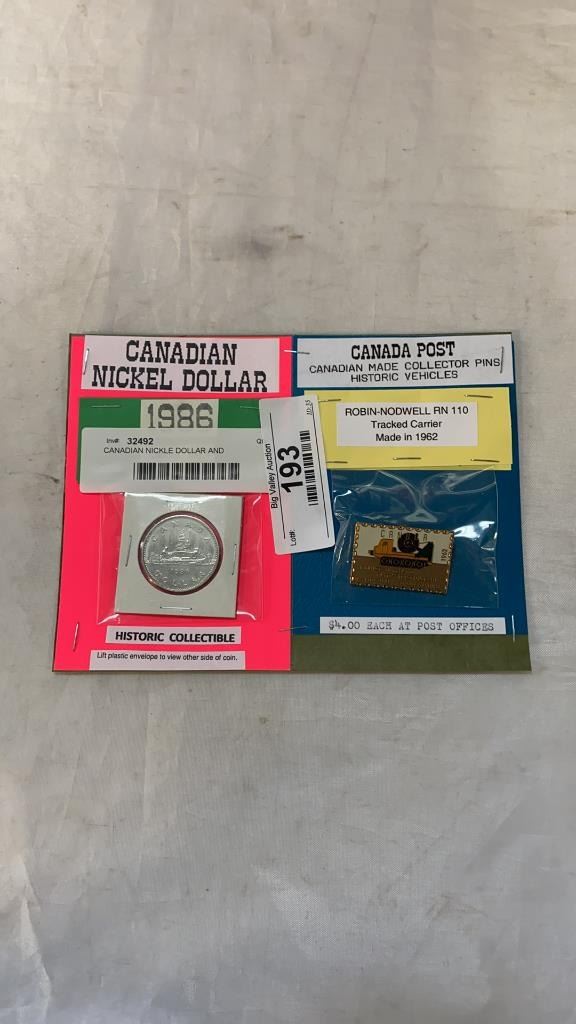 CANADIAN
NICKEL DOLLAR
1986
Inv#: 32492
CANADIAN NICKLE DOLLAR AND
DOLLAR
HISTORIC COLLECTIBLE
Lift plastic envelope to view other side of coin.
Big Valley Auction
193
Lot#:
CANADA POST
CANADIAN MADE COLLECTOR PINS
HISTORIC VEHICLES
ROBIN-NODWELL RN 110
Tracked Carrier
Made in 1962
1962
$4.00 EACH AT POST OFFICES